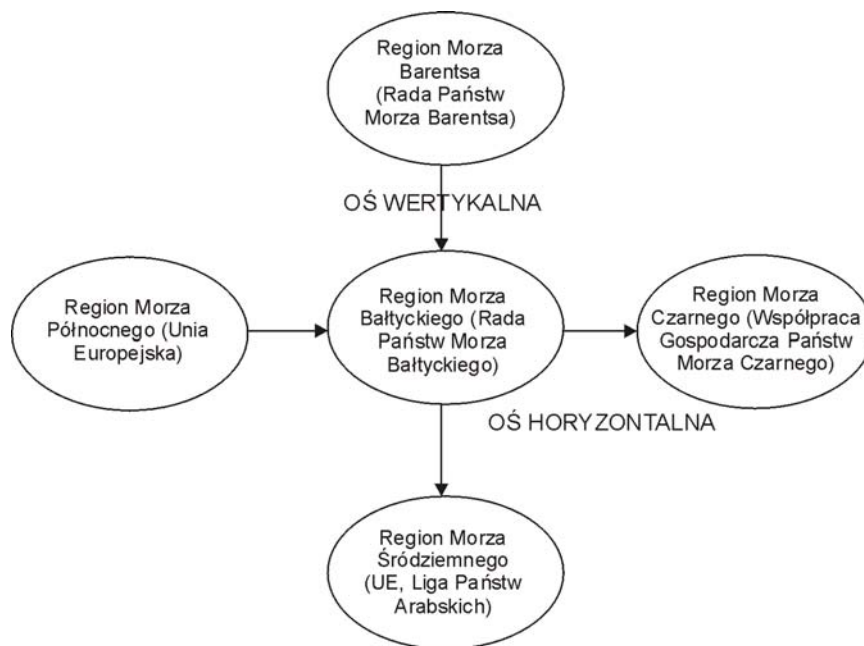 Region Morza
Barentsa
(Rada Państw
Morza Barentsa)
OŚ WERTYKALNA
Region Morza
Północnego (Unia
Europejska)
Region Morza
Bałtyckiego (Rada
Państw Morza
Bałtyckiego)
Region Morza
Czarnego (Współpraca
Gospodarcza Państw
Morza Czarnego)
OŚ HORYZONTALNA
Region Morza
Śródziemnego
(UE, Liga Państw
Arabskich)